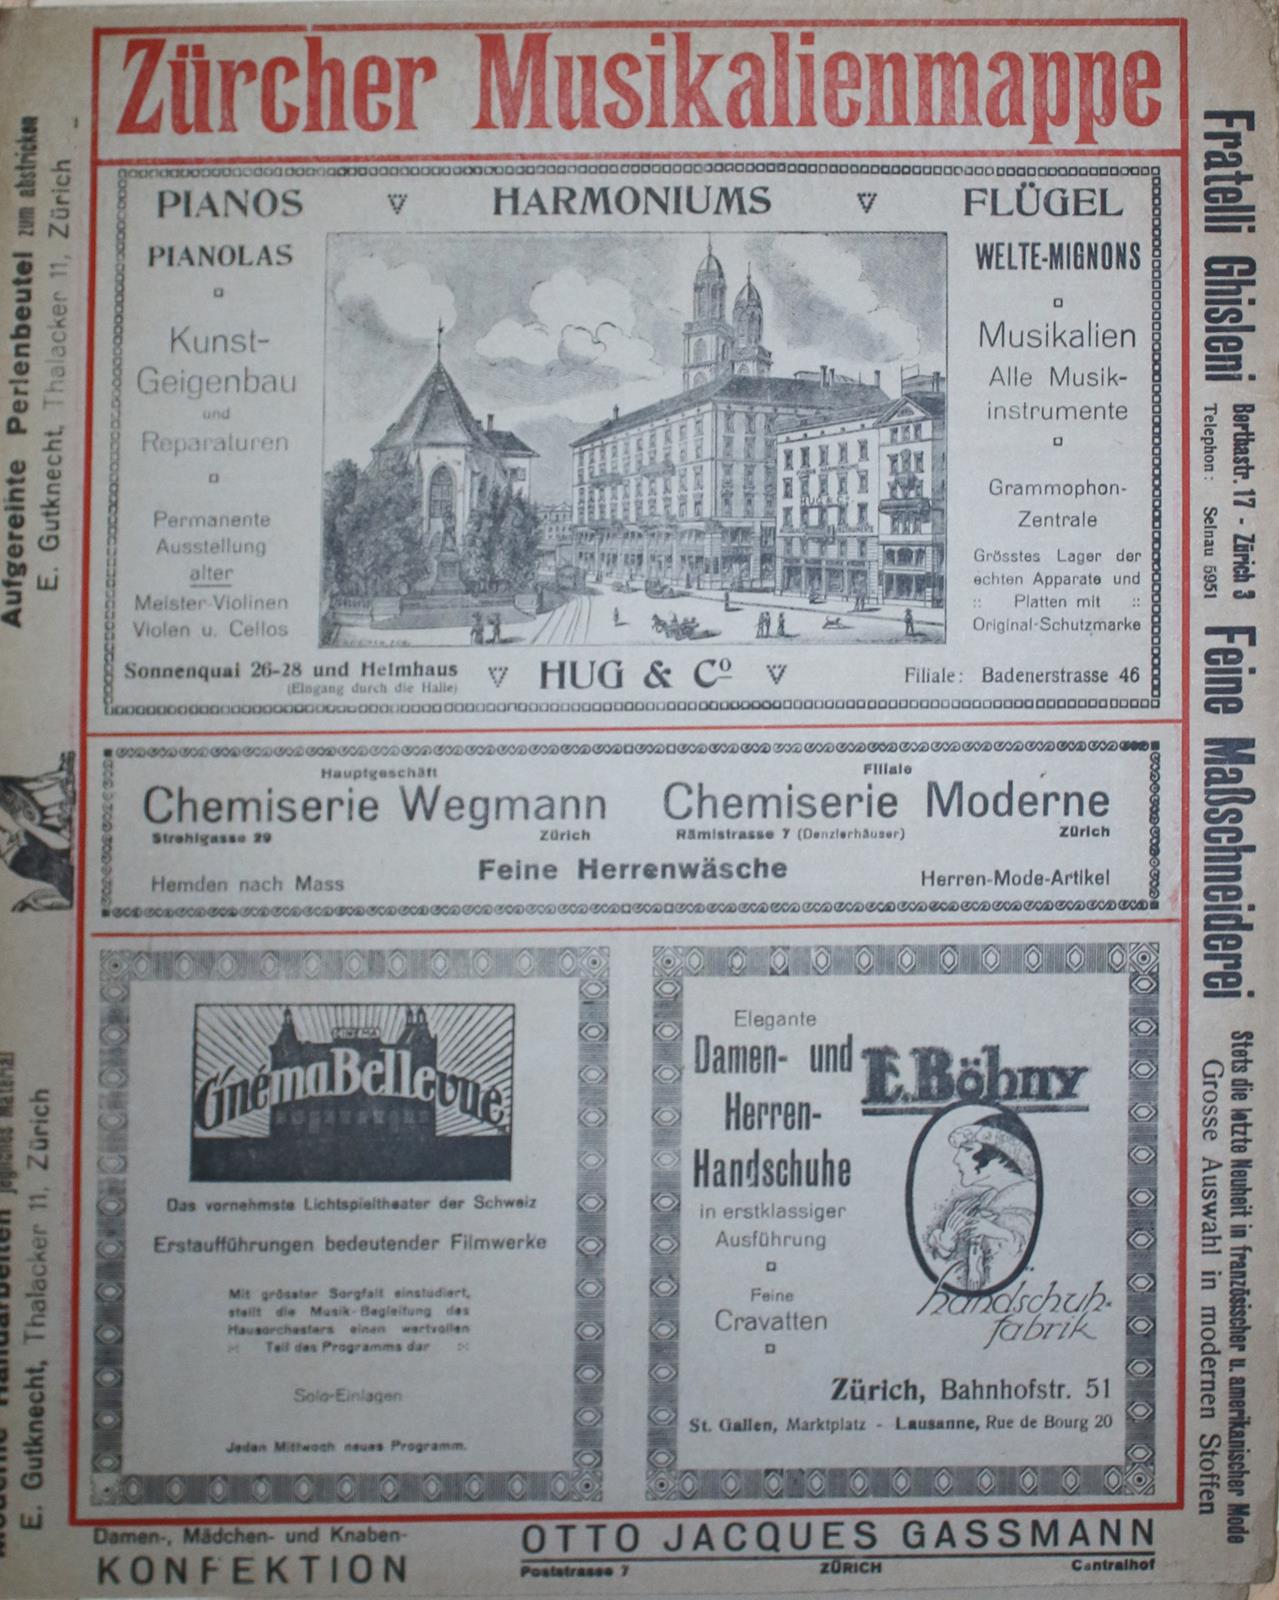 Zürcher Musikalienmappe
PIANOS HARMONIUMS FLÜGEL
PIANOLAS
Kunst-
Geigenbau
und
Reparaturen
Permanente
Ausstellung
alter
Meister-Violinen
Violen u. Cellos
HUG & Co
WELTE-MIGNONS
Musikalien
Alle Musik-
instrumente
Grammophon-
Zentrale
Grösstes Lager der
echten Apparate und
:: Platten mit ::
Original-Schutzmarke
Sonnenquai 26-28 und Helmhaus
(Eingang durch die Halle)
HUG & Co
Filiale: Badenerstrasse 46
Hauptgeschäft
Chemiserie Wegmann
Strehlgasse 29 Zürich
Filiale
Chemiserie Moderne
Rämistrasse 7 (Denzlerhäuser) Zürich
Hemden nach Mass
Feine Herrenwäsche
Herren-Mode-Artikel
CINEMA
CinémaBellevue
Das vornehmste Lichtspieltheater der Schweiz
Erstaufführungen bedeutender Filmwerke
Mit grösster Sorgfalt einstudiert,
stellt die Musik-Begleitung des
Hausorchesters einen wertvollen
:: Teil des Programms dar ::
Solo-Einlagen
Jeden Mittwoch neues Programm.
Elegante
Damen- und
Herren-
Handschuhe
in erstklassiger
Ausführung
Feine
Cravatten
E. Böhny
handschuh-
fabrik
Zürich, Bahnhofstr. 51
St. Gallen, Marktplatz - Lausanne, Rue de Bourg 20
Damen-, Mädchen- und Knaben-
KONFEKTION
OTTO JACQUES GASSMANN
Poststrasse 7 ZÜRICH Centralhof
Aufgereihte Perlenbeutel zum abstricken
E. Gutknecht, Thalacker 11, Zürich
Moderne Handarbeiten jegliches Material
E. Gutknecht, Thalacker 11, Zürich
Fratelli Ghisleni Berthastr. 17 - Zürich 3
Telephon: Selnau 5951
Feine Maßschneiderei
Stets die letzte Neuheit in französischer u. amerikanischer Mode
Grosse Auswahl in modernen Stoffen